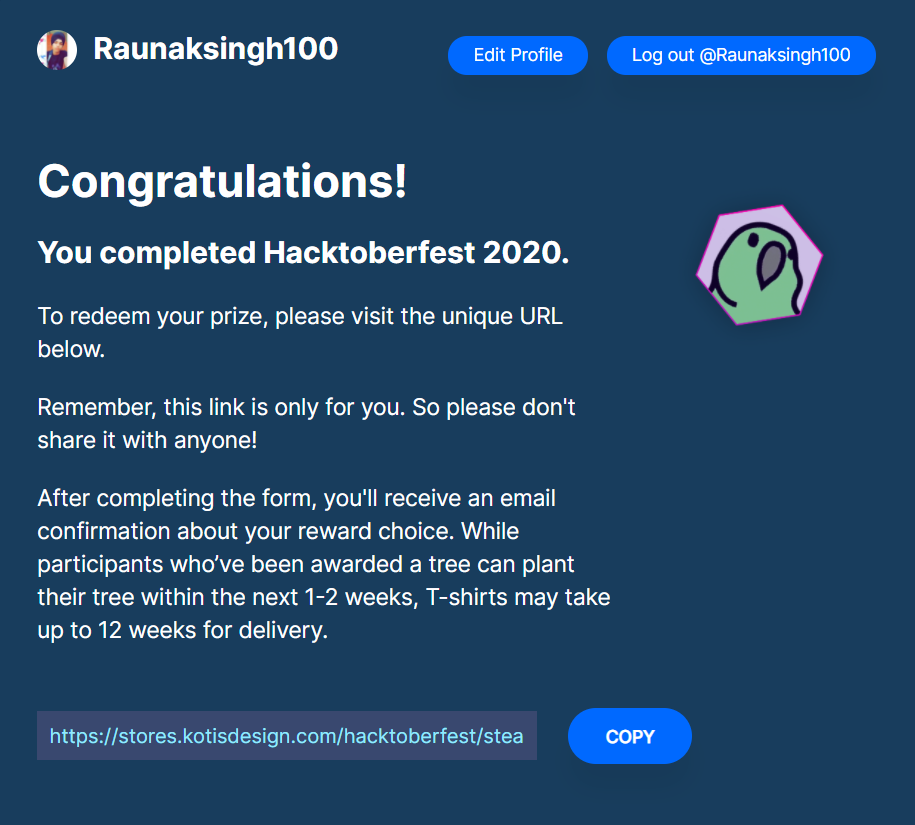 Raunaksingh100
Edit Profile
Log out @Raunaksingh100
Congratulations!
You completed Hacktoberfest 2020.
To redeem your prize, please visit the unique URL
below.
Remember, this link is only for you. So please don't
share it with anyone!
After completing the form, you'll receive an email
confirmation about your reward choice. While
participants who’ve been awarded a tree can plant
their tree within the next 1-2 weeks, T-shirts may take
up to 12 weeks for delivery.
https://stores.kotisdesign.com/hacktoberfest/stea
COPY